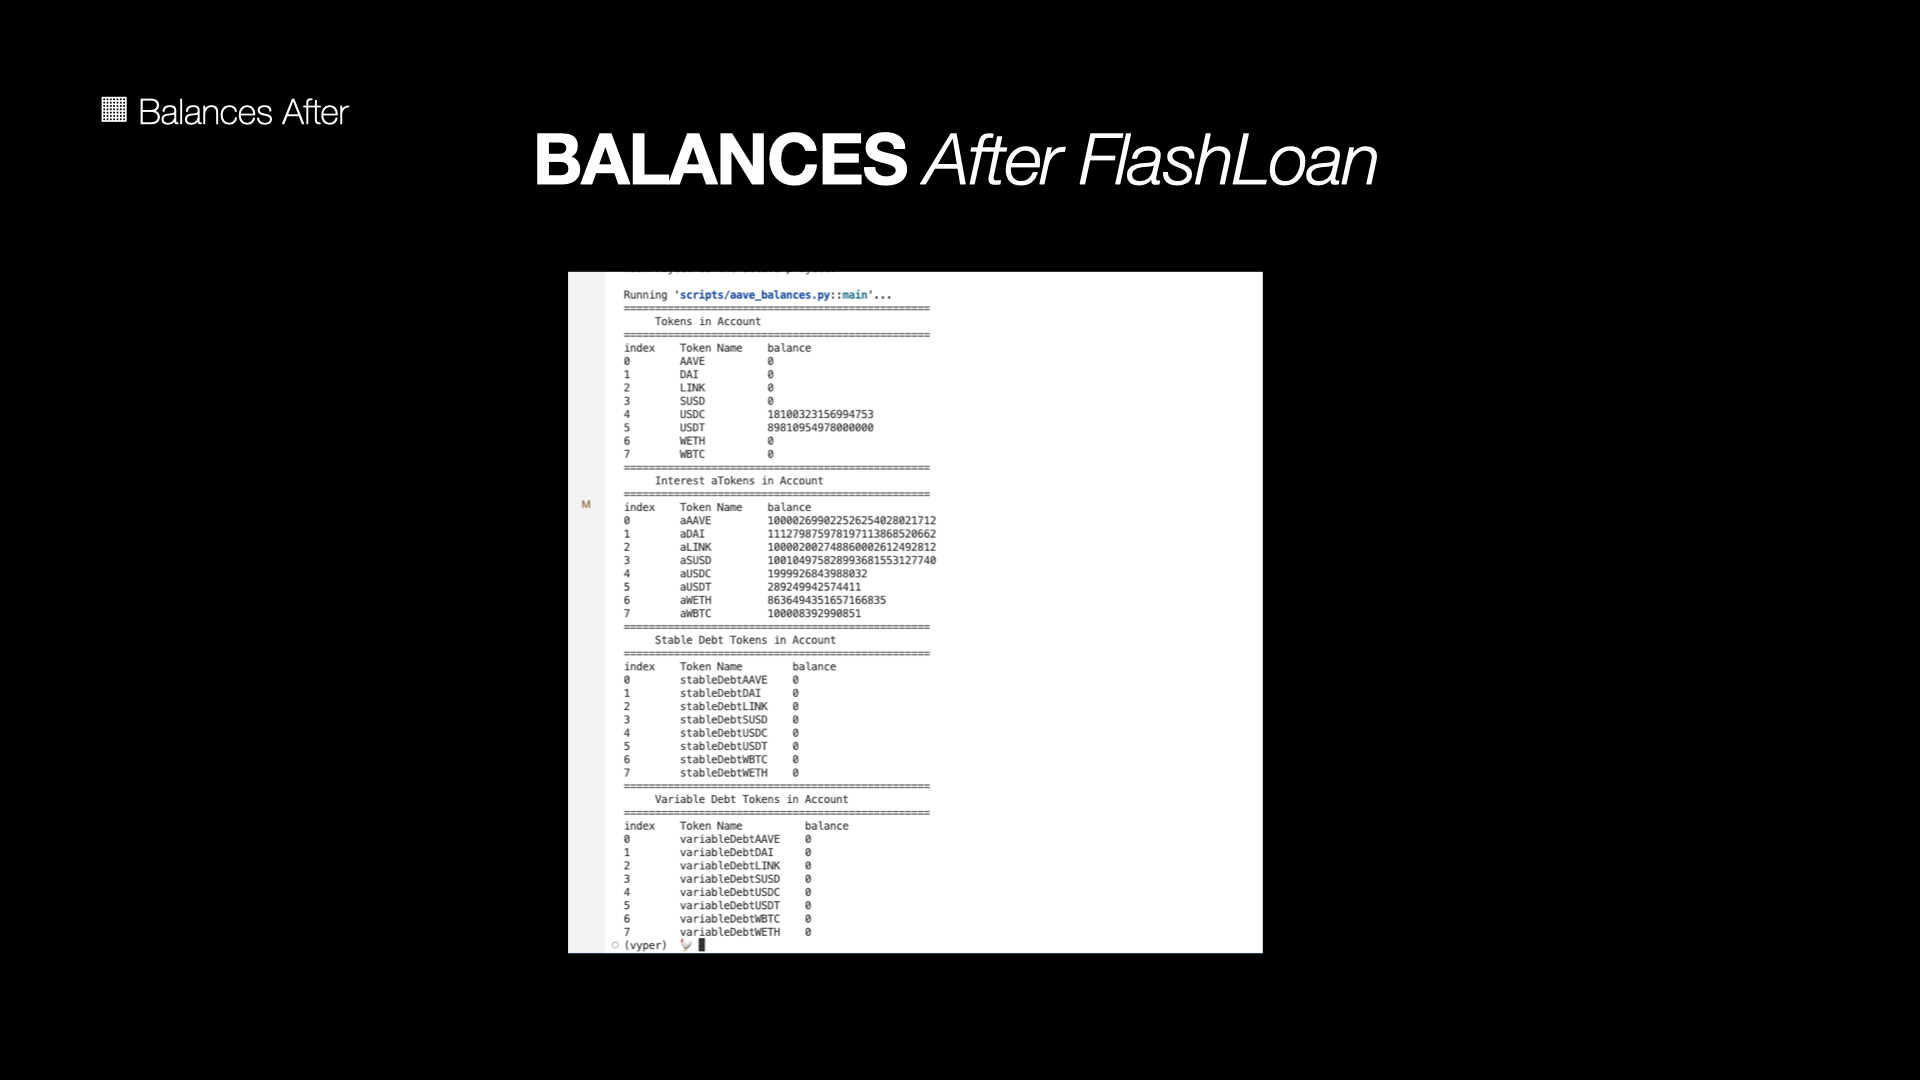 Balances After
BALANCES After FlashLoan
Running 'scripts/aave_balances.py::main'...
=================================================
Tokens in Account
=================================================
index Token Name balance
0 AAVE 0
1 DAI 0
2 LINK 0
3 SUSD 0
4 USDC 18100323156994753
5 USDT 89810954978000000
6 WETH 0
7 WBTC 0
=================================================
Interest aTokens in Account
=================================================
index Token Name balance
0 aAAVE 100002699022526254028021712
1 aDAI 111279875978197113868520662
2 aLINK 100002002748860002612492812
3 aSUSD 100104975828993681553127740
4 aUSDC 1999926843988032
5 aUSDT 289249942574411
6 aWETH 8636494351657166835
7 aWBTC 100008392990851
=================================================
Stable Debt Tokens in Account
=================================================
index Token Name balance
0 stableDebtAAVE 0
1 stableDebtDAI 0
2 stableDebtLINK 0
3 stableDebtSUSD 0
4 stableDebtUSDC 0
5 stableDebtUSDT 0
6 stableDebtWBTC 0
7 stableDebtWETH 0
=================================================
Variable Debt Tokens in Account
=================================================
index Token Name balance
0 variableDebtAAVE 0
1 variableDebtDAI 0
2 variableDebtLINK 0
3 variableDebtSUSD 0
4 variableDebtUSDC 0
5 variableDebtUSDT 0
6 variableDebtWBTC 0
7 variableDebtWETH 0
(vyper)
M